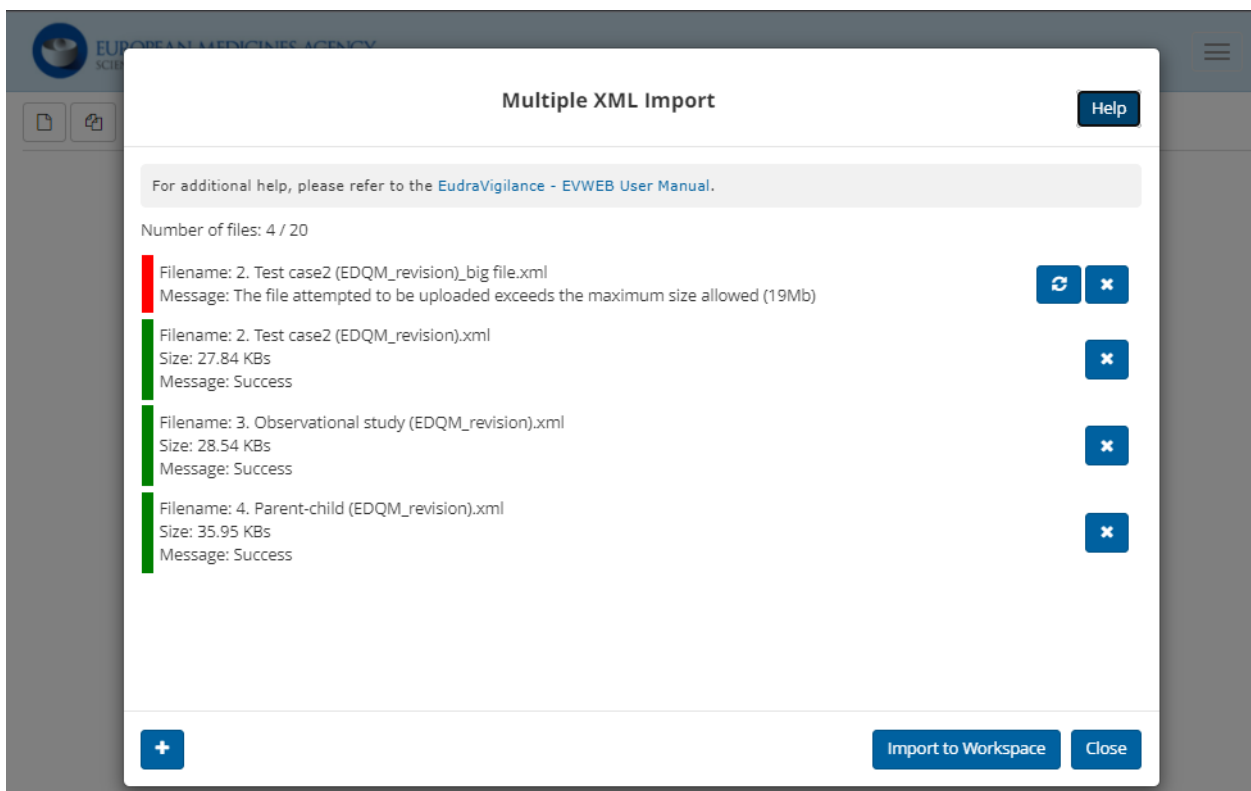 EUROPEAN MEDICINES AGENCY
Multiple XML Import
Help
For additional help, please refer to the EudraVigilance - EVWEB User Manual.
Number of files: 4 / 20
Filename: 2. Test case2 (EDQM_revision)_big file.xml
Message: The file attempted to be uploaded exceeds the maximum size allowed (19Mb)
Filename: 2. Test case2 (EDQM_revision).xml
Size: 27.84 KBs
Message: Success
Filename: 3. Observational study (EDQM_revision).xml
Size: 28.54 KBs
Message: Success
Filename: 4. Parent-child (EDQM_revision).xml
Size: 35.95 KBs
Message: Success
Import to Workspace
Close